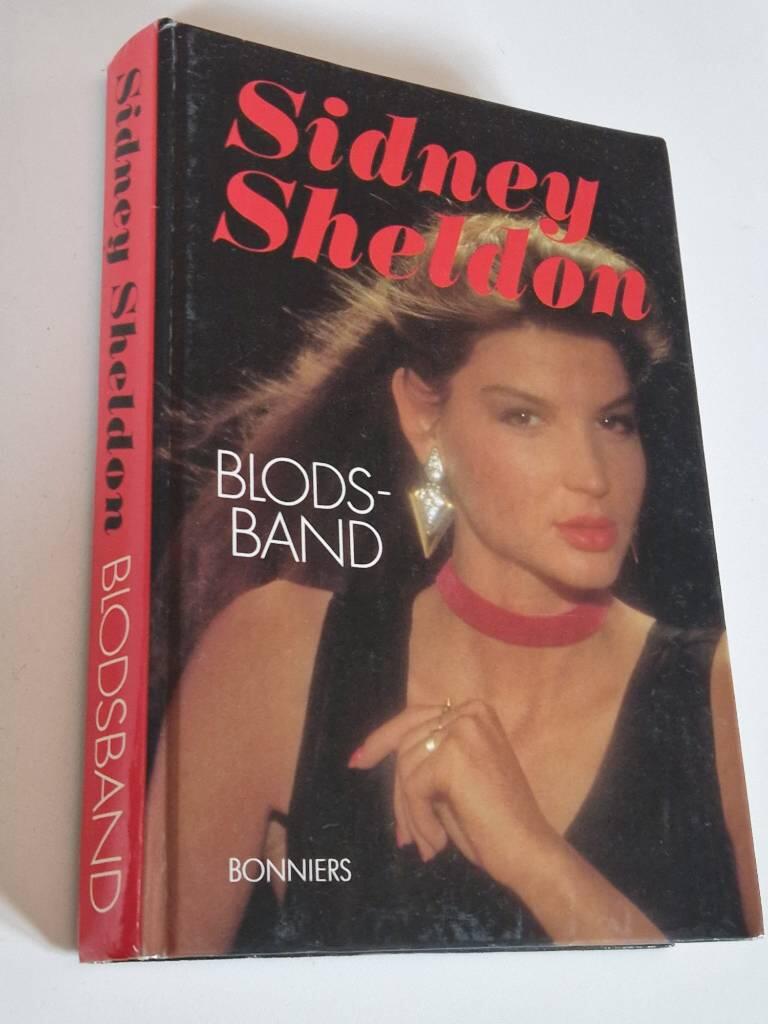 Sidney Sheldon BLODSBAND
Sidney
Sheldon
BLODS-
BAND
BONNIERS